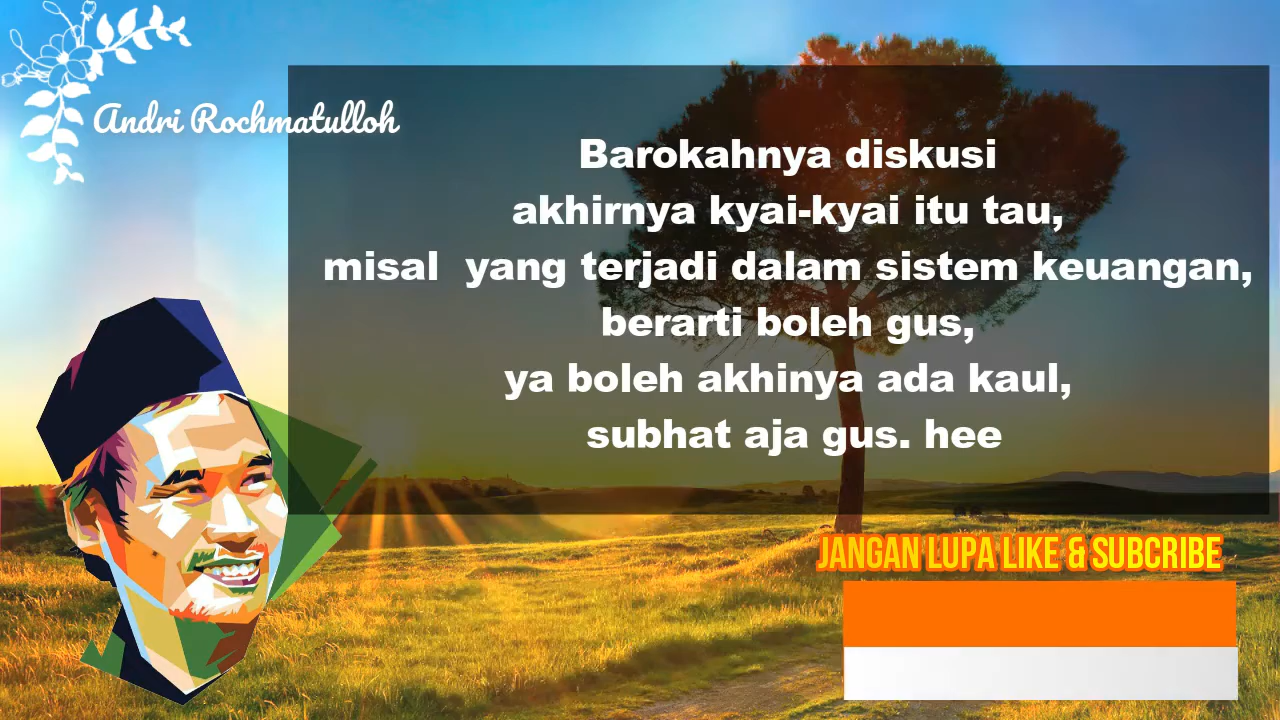 Andri Rochmatulloh
Barokahnya diskusi
akhirnya kyai-kyai itu tau,
misal  yang terjadi dalam sistem keuangan,
berarti boleh gus,
ya boleh akhinya ada kaul,
subhat aja gus. hee
JANGAN LUPA LIKE & SUBCRIBE